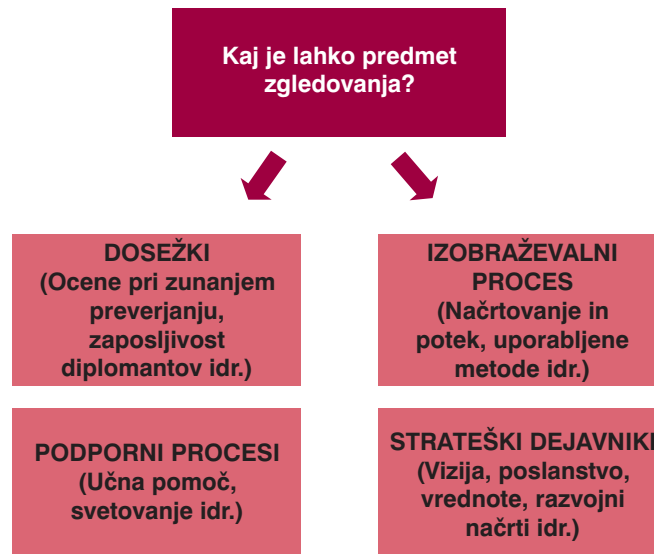 Kaj je lahko predmet
zgledovanja?
DOSEŽKI
(Ocene pri zunanjem
preverjanju,
zaposljivost
diplomantov idr.)
IZOBRAŽEVALNI
PROCES
(Načrtovanje in
potek, uporabljene
metode idr.)
PODPORNI PROCESI
(Učna pomoč,
svetovanje idr.)
STRATEŠKI DEJAVNIKI
(Vizija, poslanstvo,
vrednote, razvojni
načrti idr.)